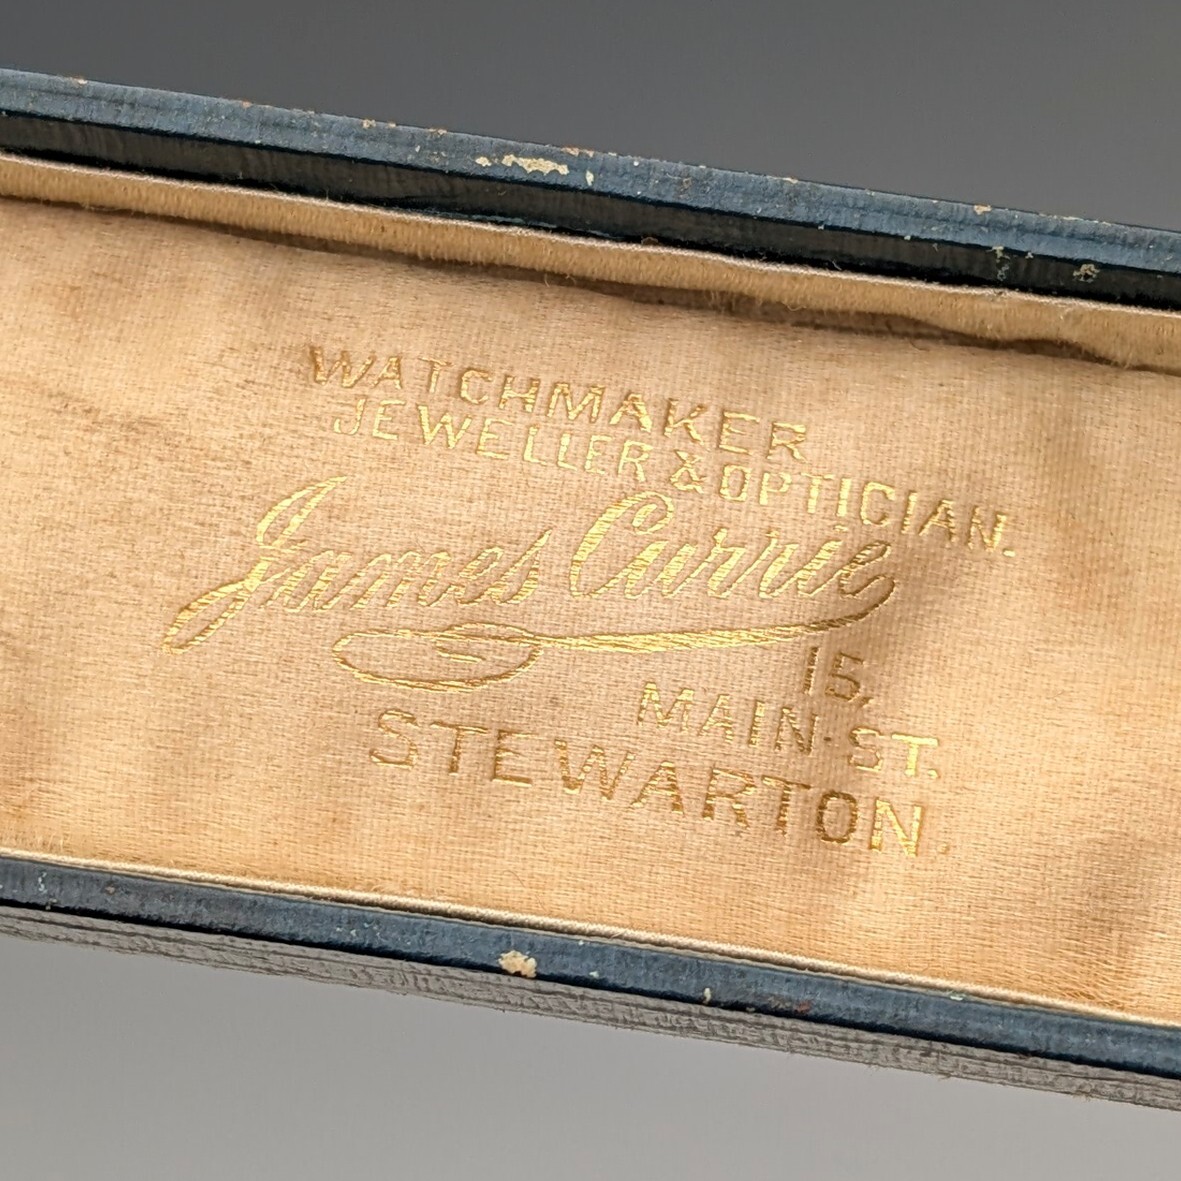 WATCHMAKER
JEWELLER & OPTICIAN.
James Currie
15,
MAIN ST.
STEWARTON.